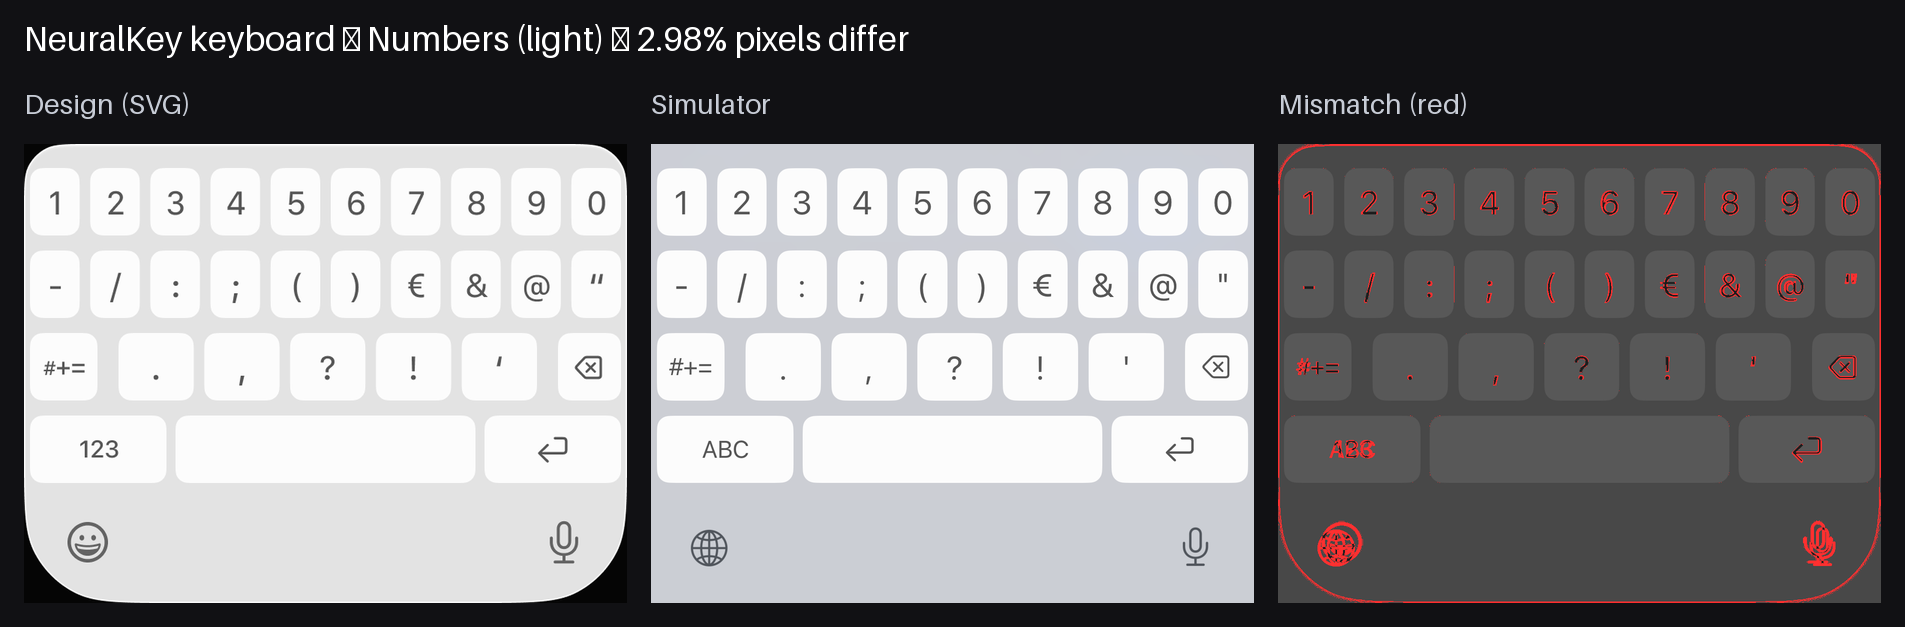 NeuralKey keyboard ☒ Numbers (light) ☒ 2.98% pixels differ
Design (SVG)
1 2 3 4 5 6 7 8 9 0
- / : ; ( ) € & @ “
#+= . , ? ! ‘
123
Simulator
1 2 3 4 5 6 7 8 9 0
- / : ; ( ) € & @ "
#+= . , ? ! '
ABC
Mismatch (red)
1 2 3 4 5 6 7 8 9 0
- / : ; ( ) € & @ "
#+= . , ? ! '